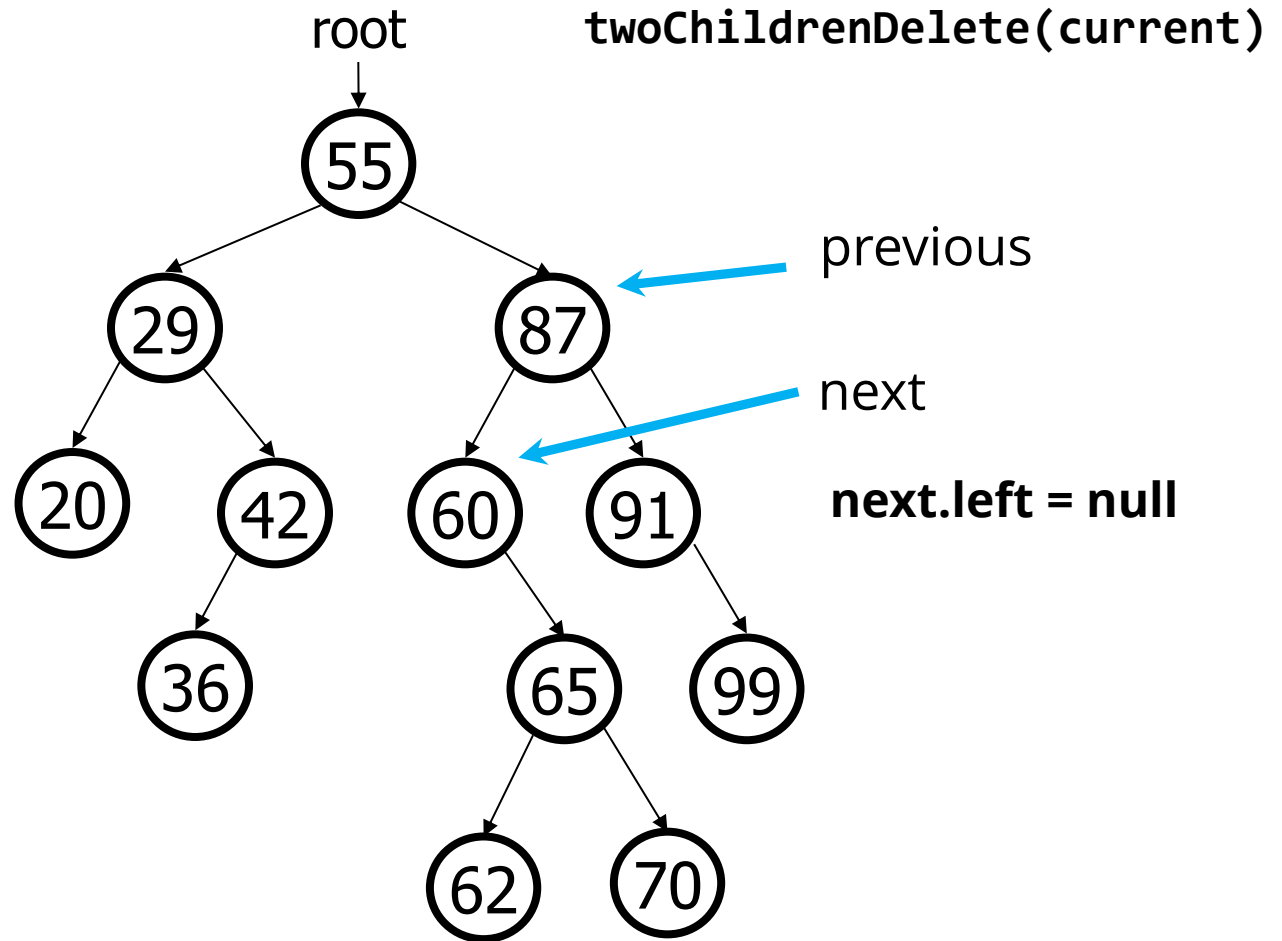 root
twoChildrenDelete(current)
55
previous
29
87
next
20
42
60
91
next.left = null
36
65
99
62
70